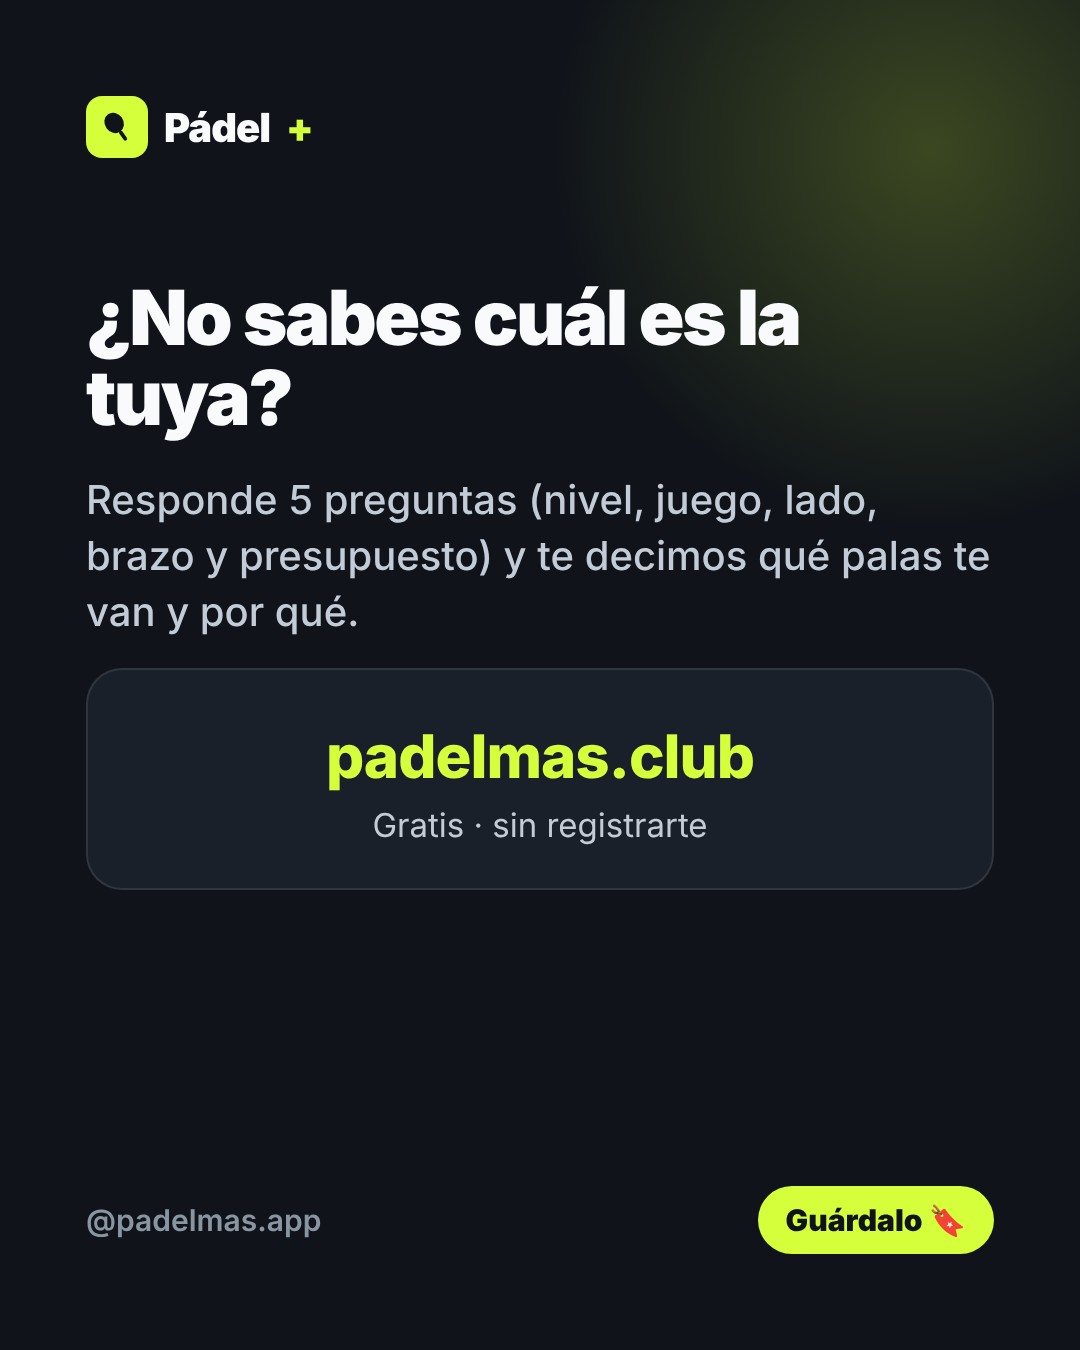 Pádel +
¿No sabes cuál es la
tuya?
Responde 5 preguntas (nivel, juego, lado,
brazo y presupuesto) y te decimos qué palas te
van y por qué.
padelmas.club
Gratis · sin registrarte
@padelmas.app
Guárdalo 🔖